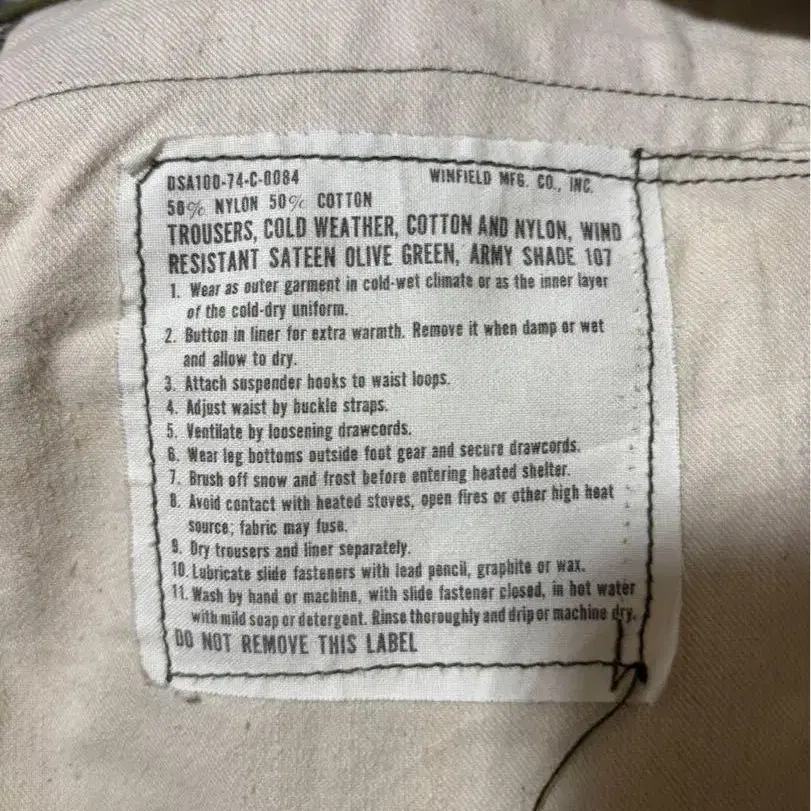 DSA100-74-C-0084 WINFIELD MFG. CO., INC.
50% NYLON 50% COTTON
TROUSERS, COLD WEATHER, COTTON AND NYLON, WIND
RESISTANT SATEEN OLIVE GREEN, ARMY SHADE 107
1. Wear as outer garment in cold-wet climate or as the inner layer
of the cold-dry uniform.
2. Button in liner for extra warmth. Remove it when damp or wet
and allow to dry.
3. Attach suspender hooks to waist loops.
4. Adjust waist by buckle straps.
5. Ventilate by loosening drawcords.
6. Wear leg bottoms outside foot gear and secure drawcords.
7. Brush off snow and frost before entering heated shelter.
8. Avoid contact with heated stoves, open fires or other high heat
source; fabric may fuse.
9. Dry trousers and liner separately.
10. Lubricate slide fasteners with lead pencil, graphite or wax.
11. Wash by hand or machine, with slide fastener closed, in hot water
with mild soap or detergent. Rinse thoroughly and drip or machine dry.
DO NOT REMOVE THIS LABEL